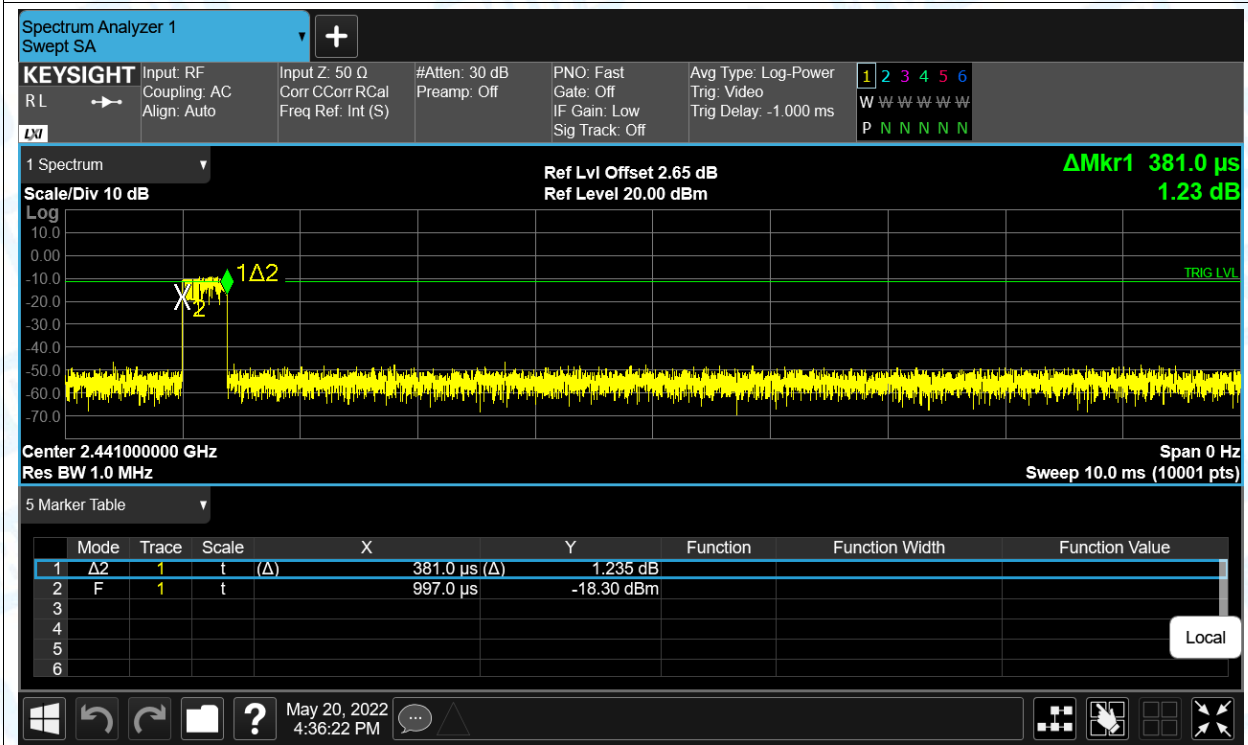 Spectrum Analyzer 1
Swept SA
▼
+
KEYSIGHT Input: RF Input Z: 50 Ω #Atten: 30 dB PNO: Fast Avg Type: Log-Power 1 2 3 4 5 6
R L Coupling: AC Corr CCorr RCal Preamp: Off Gate: Off Trig: Video W W W W W W
Align: Auto Freq Ref: Int (S) IF Gain: Low Trig Delay: -1.000 ms
LXI Sig Track: Off P N N N N N
1 Spectrum ▼ Ref Lvl Offset 2.65 dB ΔMkr1 381.0 µs
Scale/Div 10 dB Ref Level 20.00 dBm 1.23 dB
Log
10.0
0.00
-10.0 1Δ2 TRIG LVL
-20.0 X 2
-30.0
-40.0
-50.0
-60.0
-70.0
Center 2.441000000 GHz Span 0 Hz
Res BW 1.0 MHz Sweep 10.0 ms (10001 pts)
5 Marker Table ▼
Mode Trace Scale X Y Function Function Width Function Value
1 Δ2 1 t (Δ) 381.0 µs (Δ) 1.235 dB
2 F 1 t 997.0 µs -18.30 dBm
3
4
5
6
Local
? May 20, 2022
4:36:22 PM